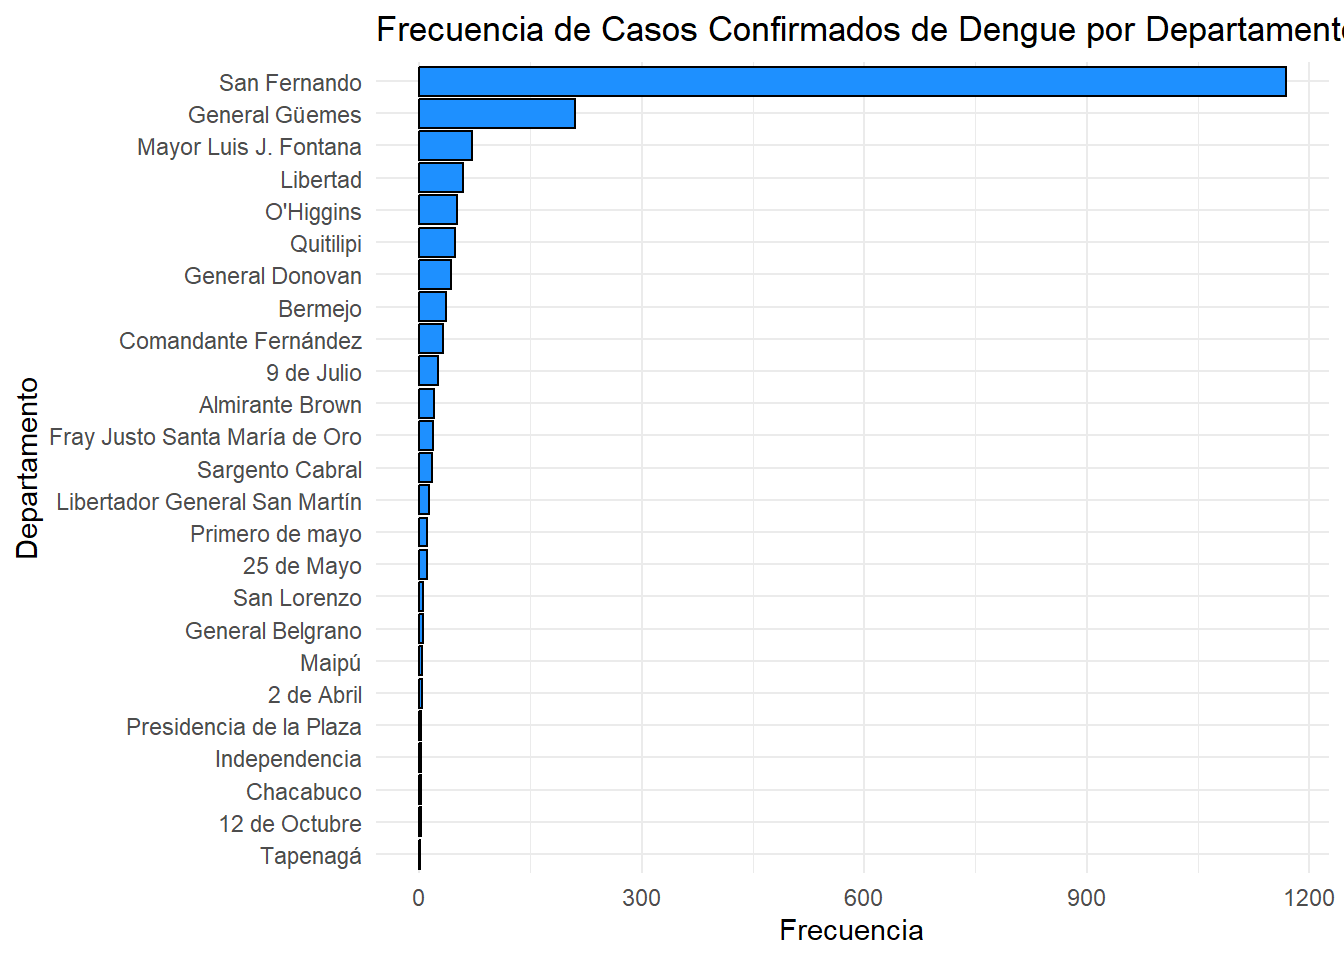 Frecuencia de Casos Confirmados de Dengue por Departamento
San Fernando
General Güemes
Mayor Luis J. Fontana
Libertad
O'Higgins
Quitilipi
General Donovan
Bermejo
Comandante Fernández
9 de Julio
Almirante Brown
Fray Justo Santa María de Oro
Sargento Cabral
Libertador General San Martín
Primero de mayo
25 de Mayo
San Lorenzo
General Belgrano
Maipú
2 de Abril
Presidencia de la Plaza
Independencia
Chacabuco
12 de Octubre
Tapenagá
Departamento
0 300 600 900 1200
Frecuencia